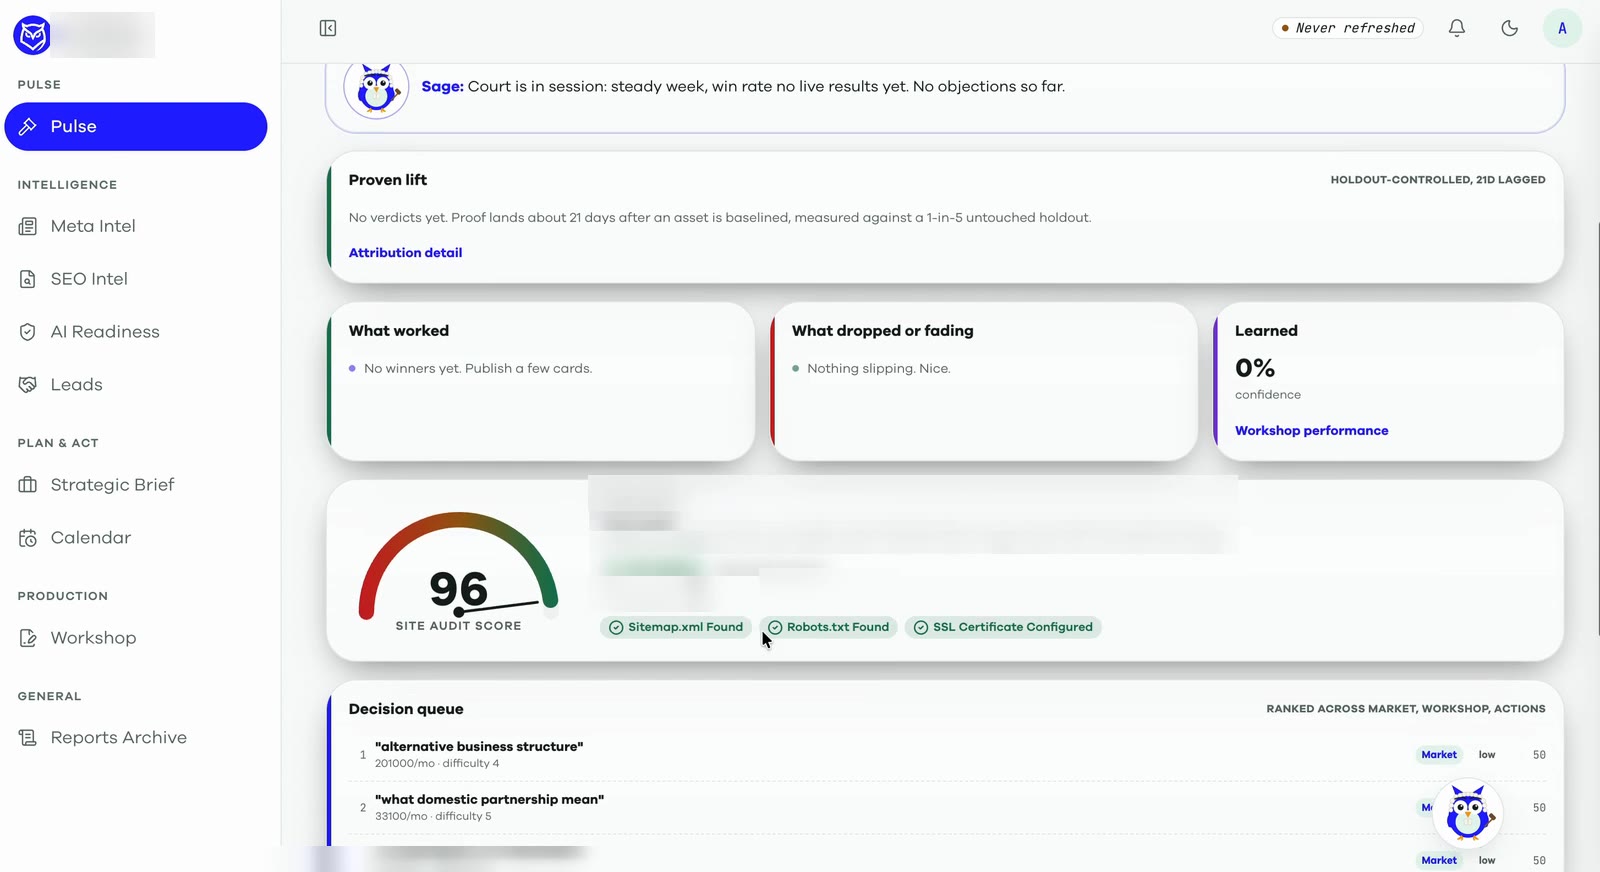 Never refreshed
A
PULSE
Pulse
INTELLIGENCE
Meta Intel
SEO Intel
AI Readiness
Leads
PLAN & ACT
Strategic Brief
Calendar
PRODUCTION
Workshop
GENERAL
Reports Archive
Sage: Court is in session: steady week, win rate no live results yet. No objections so far.
Proven lift
HOLDOUT-CONTROLLED, 21D LAGGED
No verdicts yet. Proof lands about 21 days after an asset is baselined, measured against a 1-in-5 untouched holdout.
Attribution detail
What worked
No winners yet. Publish a few cards.
What dropped or fading
Nothing slipping. Nice.
Learned
0%
confidence
Workshop performance
96
SITE AUDIT SCORE
Sitemap.xml Found
Robots.txt Found
SSL Certificate Configured
Decision queue
RANKED ACROSS MARKET, WORKSHOP, ACTIONS
1 "alternative business structure" Market low 50
201000/mo · difficulty 4
2 "what domestic partnership mean" low 50
33100/mo · difficulty 5
Market low 50